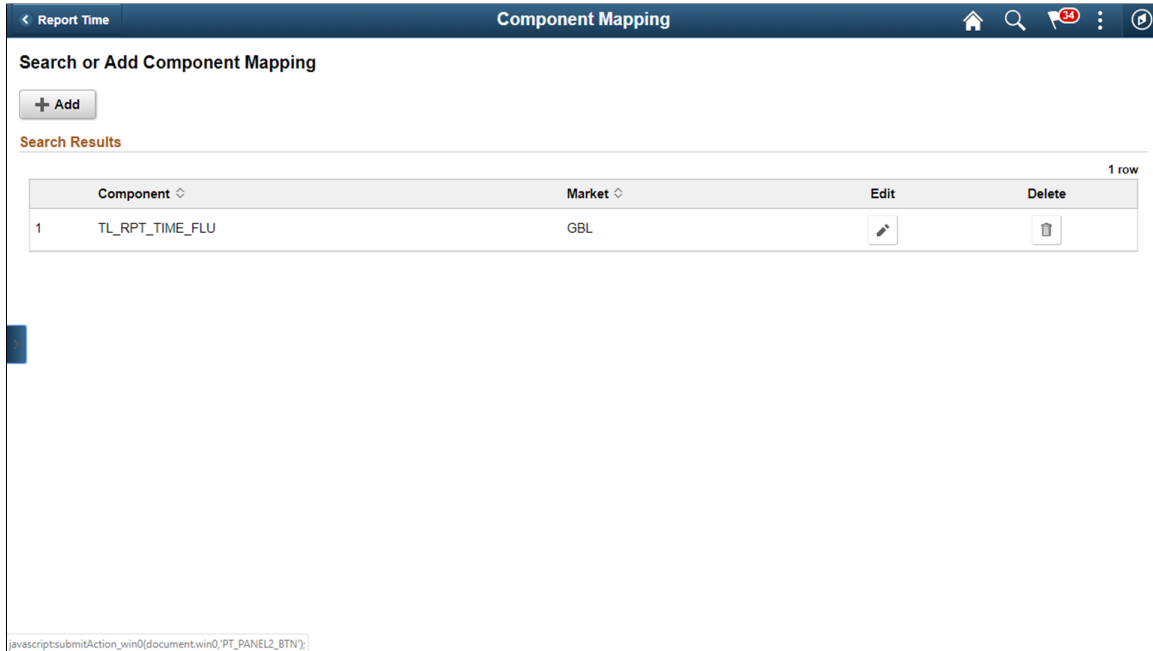 Report Time
Component Mapping
34
Search or Add Component Mapping
+ Add
Search Results
1 row
Component Market Edit Delete
1 TL_RPT_TIME_FLU GBL
javascript:submitAction_win0(document.win0,'PT_PANEL2_BTN');